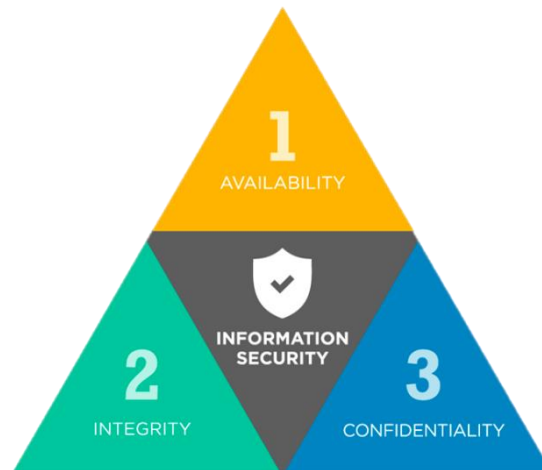 1
AVAILABILITY
INFORMATION
SECURITY
2
INTEGRITY
3
CONFIDENTIALITY